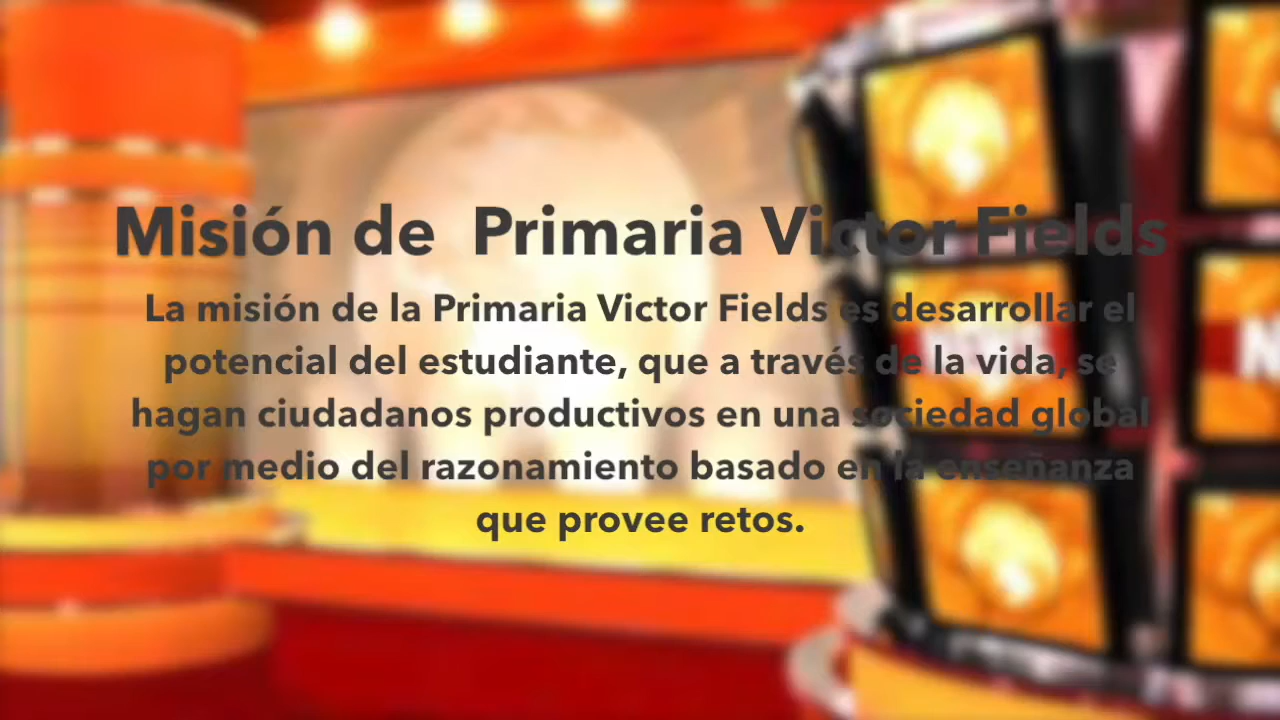 Misión de  Primaria Victor Fields
La misión de la Primaria Victor Fields es desarrollar el
potencial del estudiante, que a través de la vida, se
hagan ciudadanos productivos en una sociedad global
por medio del razonamiento basado en la enseñanza
que provee retos.